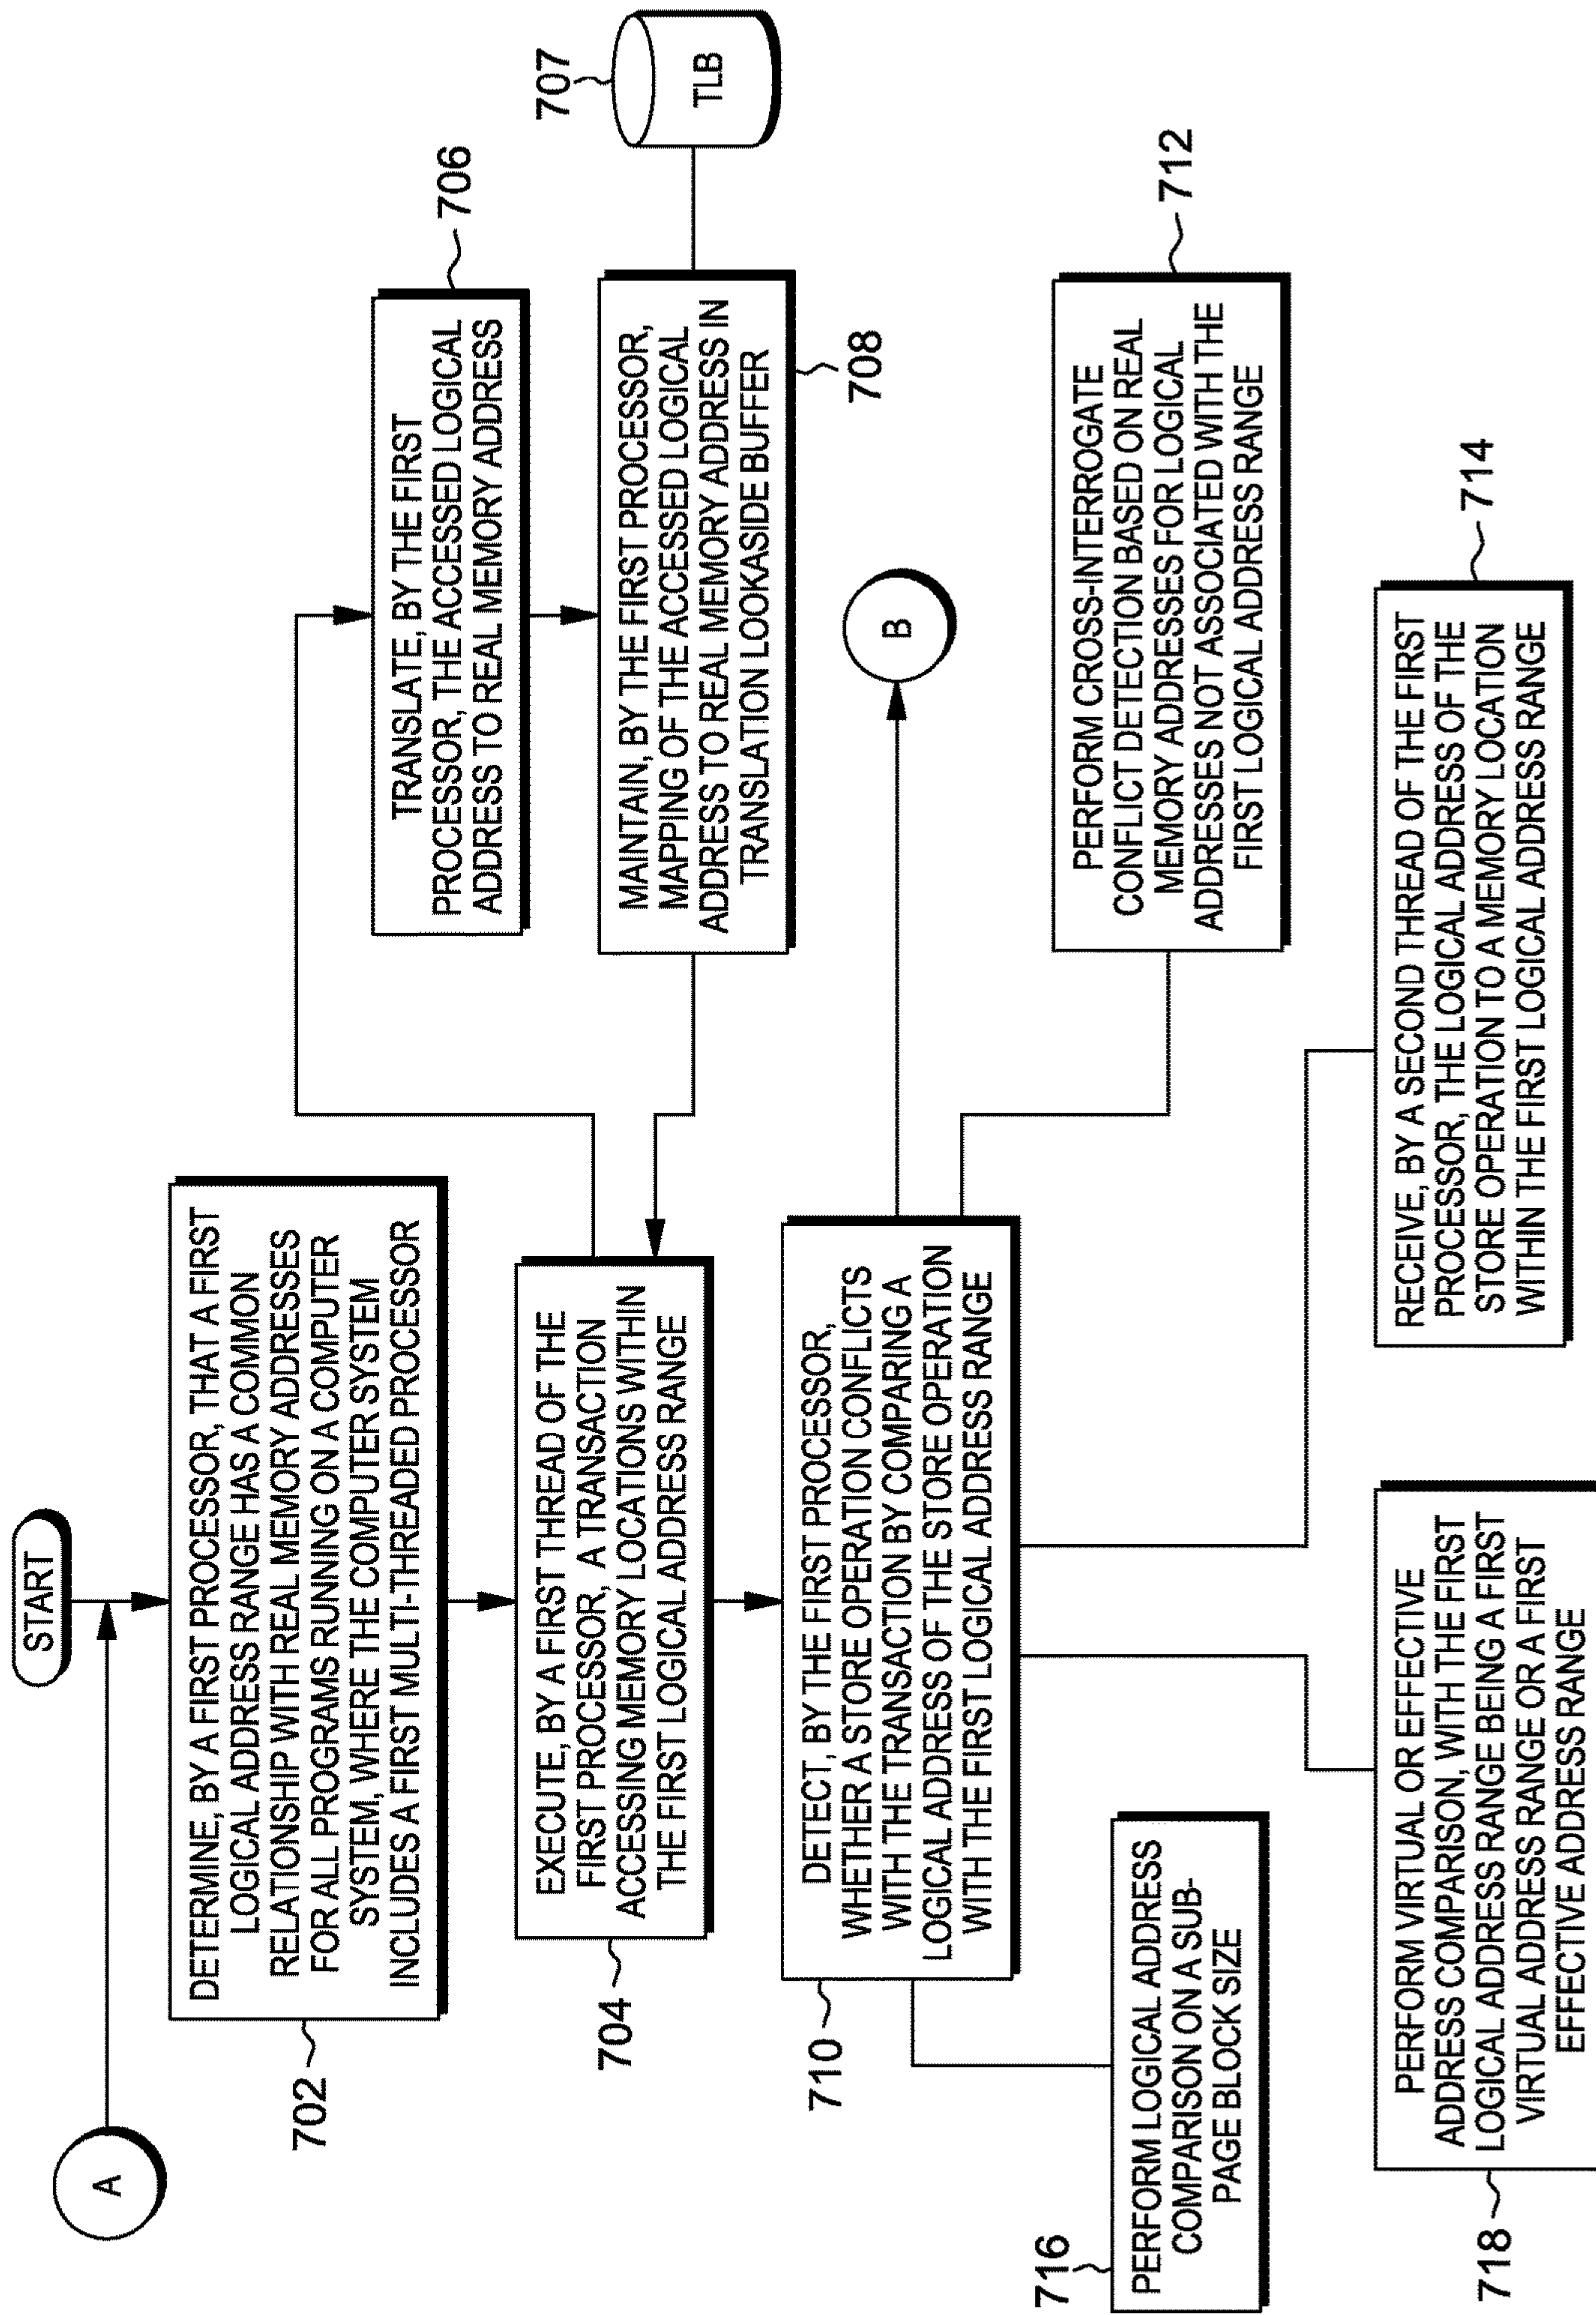 START
A
DETERMINE, BY A FIRST PROCESSOR, THAT A FIRST
LOGICAL ADDRESS RANGE HAS A COMMON
RELATIONSHIP WITH REAL MEMORY ADDRESSES
FOR ALL PROGRAMS RUNNING ON A COMPUTER
SYSTEM, WHERE THE COMPUTER SYSTEM
INCLUDES A FIRST MULTI-THREADED PROCESSOR
702
EXECUTE, BY A FIRST THREAD OF THE
FIRST PROCESSOR, A TRANSACTION
ACCESSING MEMORY LOCATIONS WITHIN
THE FIRST LOGICAL ADDRESS RANGE
704
TRANSLATE, BY THE FIRST
PROCESSOR, THE ACCESSED LOGICAL
ADDRESS TO REAL MEMORY ADDRESS
706
MAINTAIN, BY THE FIRST PROCESSOR,
MAPPING OF THE ACCESSED LOGICAL
ADDRESS TO REAL MEMORY ADDRESS IN
TRANSLATION LOOKASIDE BUFFER
708
707
TLB
DETECT, BY THE FIRST PROCESSOR,
WHETHER A STORE OPERATION CONFLICTS
WITH THE TRANSACTION BY COMPARING A
LOGICAL ADDRESS OF THE STORE OPERATION
WITH THE FIRST LOGICAL ADDRESS RANGE
710
B
PERFORM CROSS-INTERROGATE
CONFLICT DETECTION BASED ON REAL
MEMORY ADDRESSES FOR LOGICAL
ADDRESSES NOT ASSOCIATED WITH THE
FIRST LOGICAL ADDRESS RANGE
712
716
PERFORM LOGICAL ADDRESS
COMPARISON ON A SUB-
PAGE BLOCK SIZE
718
PERFORM VIRTUAL OR EFFECTIVE
ADDRESS COMPARISON, WITH THE FIRST
LOGICAL ADDRESS RANGE BEING A FIRST
VIRTUAL ADDRESS RANGE OR A FIRST
EFFECTIVE ADDRESS RANGE
RECEIVE, BY A SECOND THREAD OF THE FIRST
PROCESSOR, THE LOGICAL ADDRESS OF THE
STORE OPERATION TO A MEMORY LOCATION
WITHIN THE FIRST LOGICAL ADDRESS RANGE
714